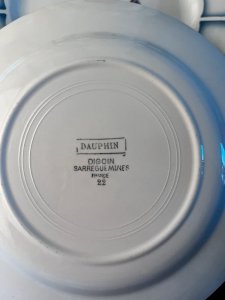 DAUPHIN
DIGOIN
SARREGUEMINES
FRANCE
22